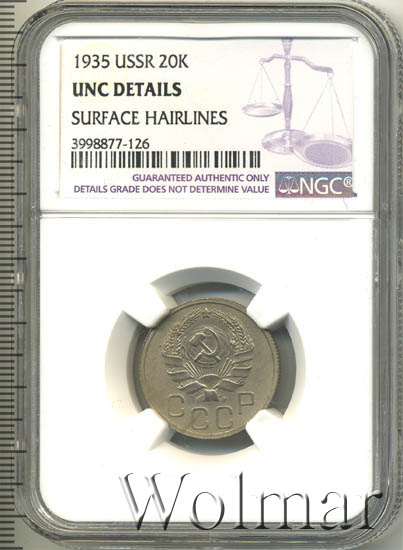 1935 USSR 20K
UNC DETAILS
SURFACE HAIRLINES
3998877-126
GUARANTEED AUTHENTIC ONLY
DETAILS GRADE DOES NOT DETERMINE VALUE
NGC®
СССР
Wolmar